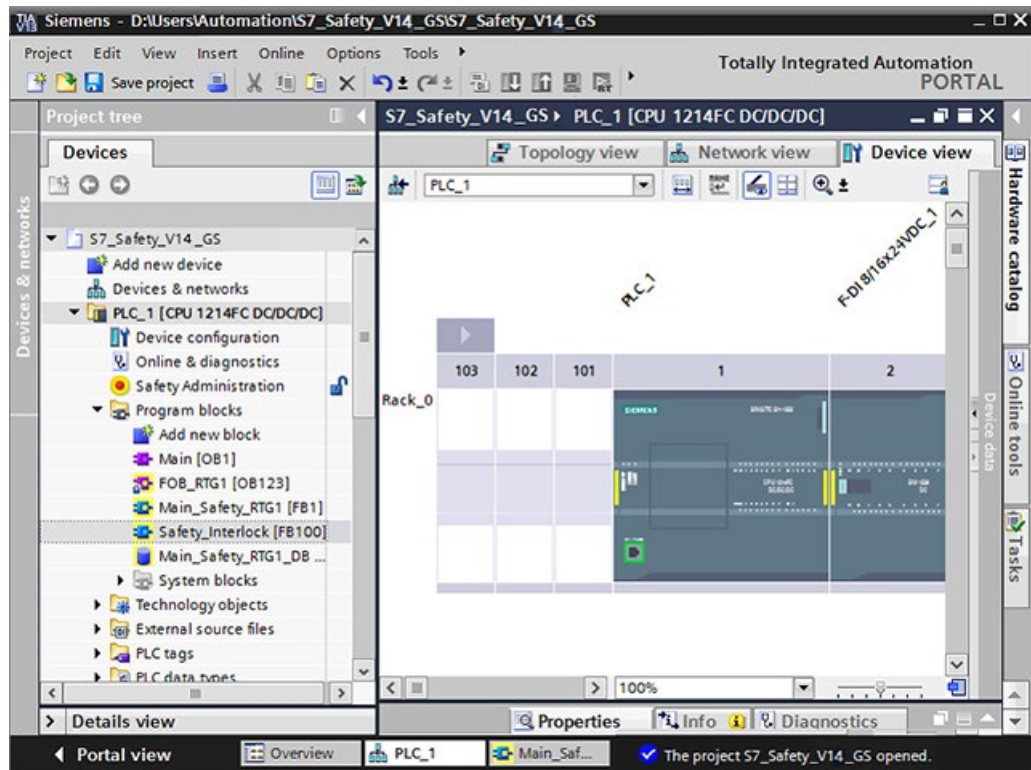 Siemens - D:\Users\Automation\S7_Safety_V14_GS\S7_Safety_V14_GS
Project Edit View Insert Online Options Tools
Totally Integrated Automation
PORTAL
Save project
Project tree
S7_Safety_V14_GS PLC_1 [CPU 1214FC DC/DC/DC]
Devices
Topology view Network view Device view
PLC_1
Devices & networks
Hardware catalog
Online tools
Tasks
Device data
S7_Safety_V14_GS
Add new device
Devices & networks
PLC_1 [CPU 1214FC DC/DC/DC]
Device configuration
Online & diagnostics
Safety Administration
Program blocks
Add new block
Main [OB1]
FOB_RTG1 [OB123]
Main_Safety_RTG1 [FB1]
Safety_Interlock [FB100]
Main_Safety_RTG1_DB ...
System blocks
Technology objects
External source files
PLC tags
PLC data types
PLC_1
F-DI 8/16x24VDC_1
103 102 101 1 2
Rack_0
SIEMENS
100%
Details view
Properties Info Diagnostics
Portal view Overview PLC_1 Main_Saf... The project S7_Safety_V14_GS opened.